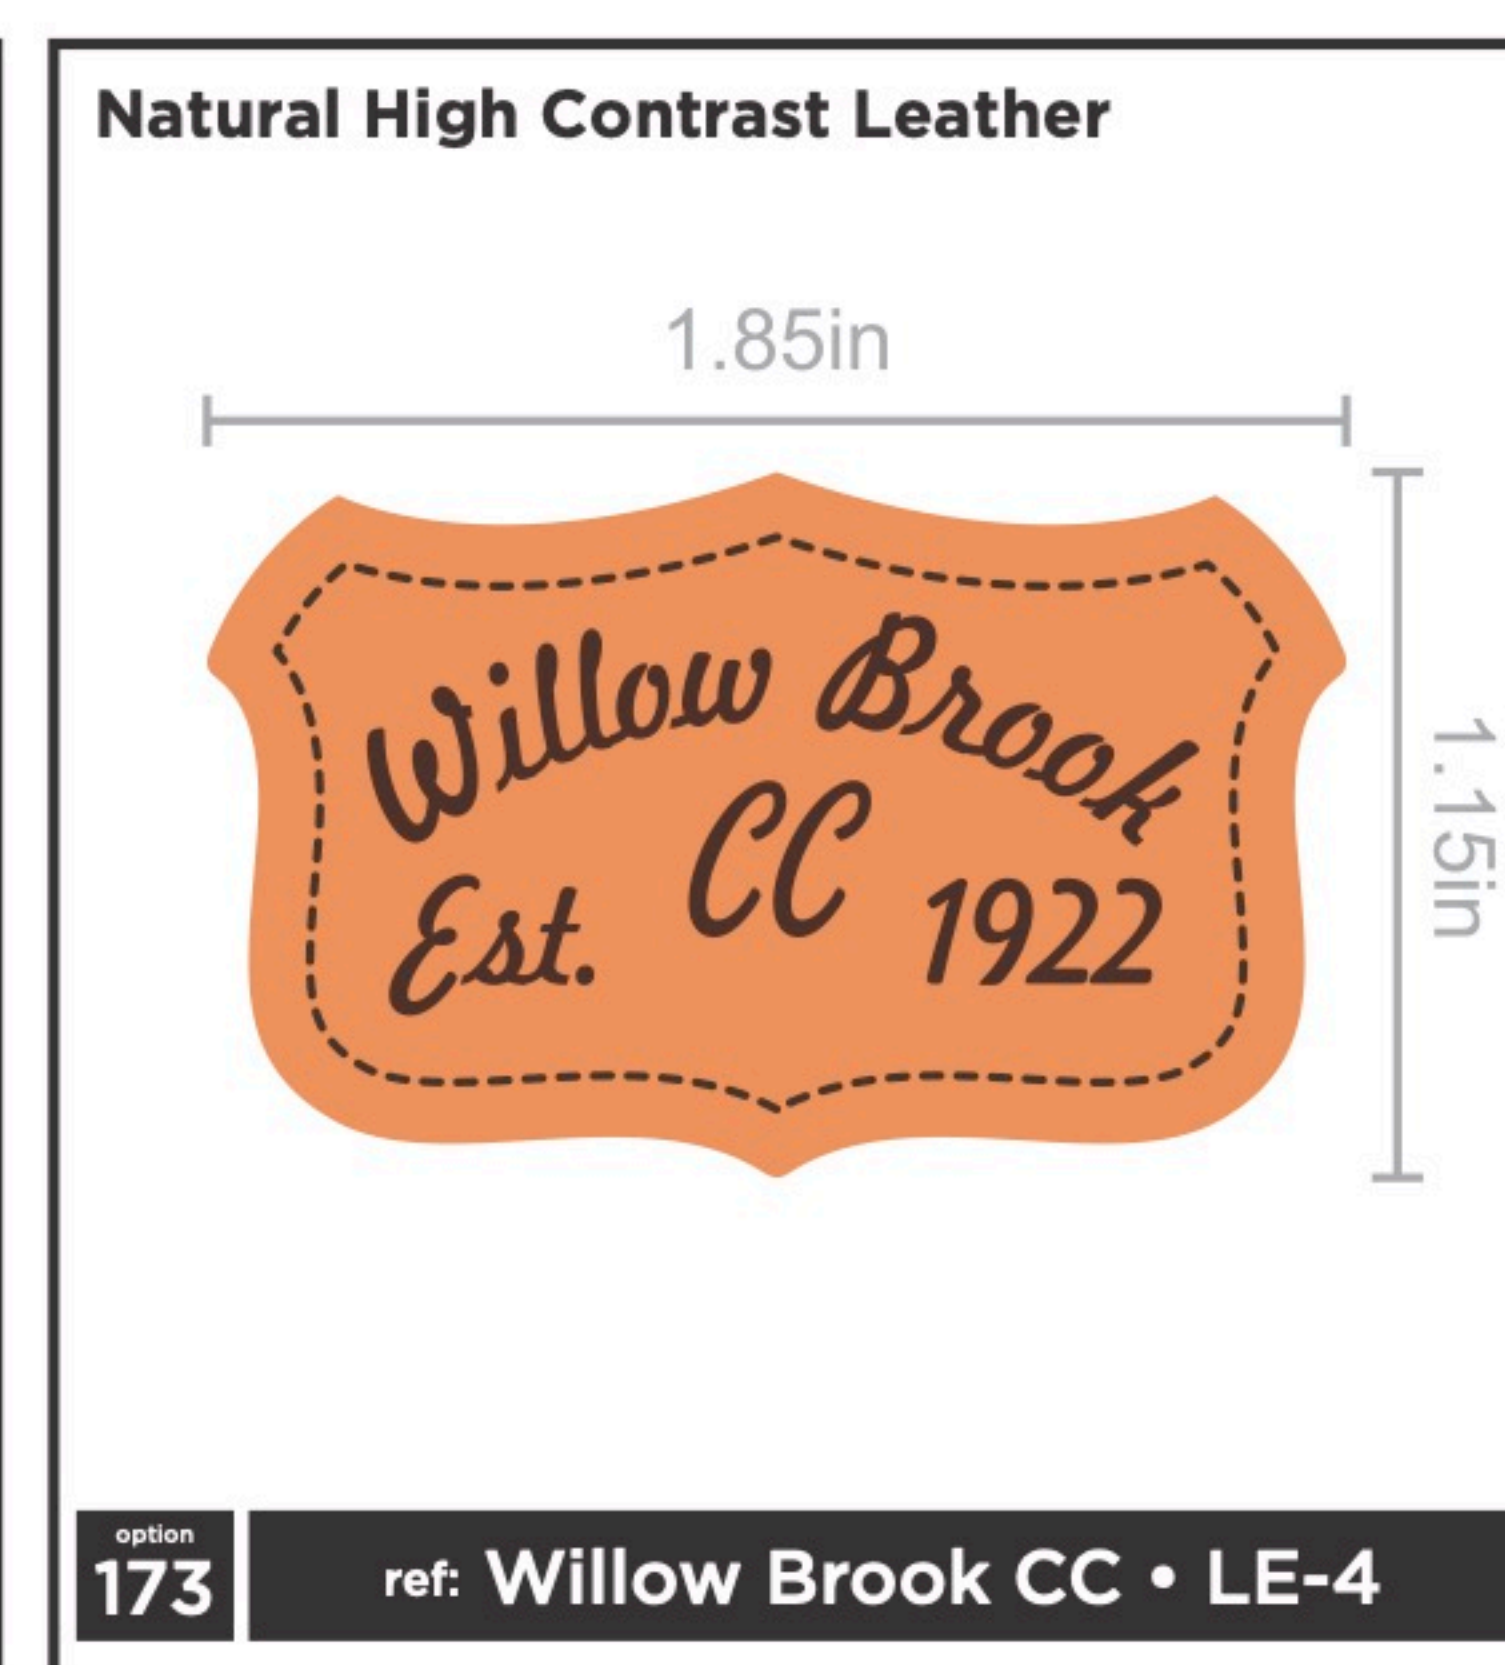 Natural High Contrast Leather
1.85in
1.15in
Willow Brook
CC
Est. 1922
option
173
ref: Willow Brook CC • LE-4